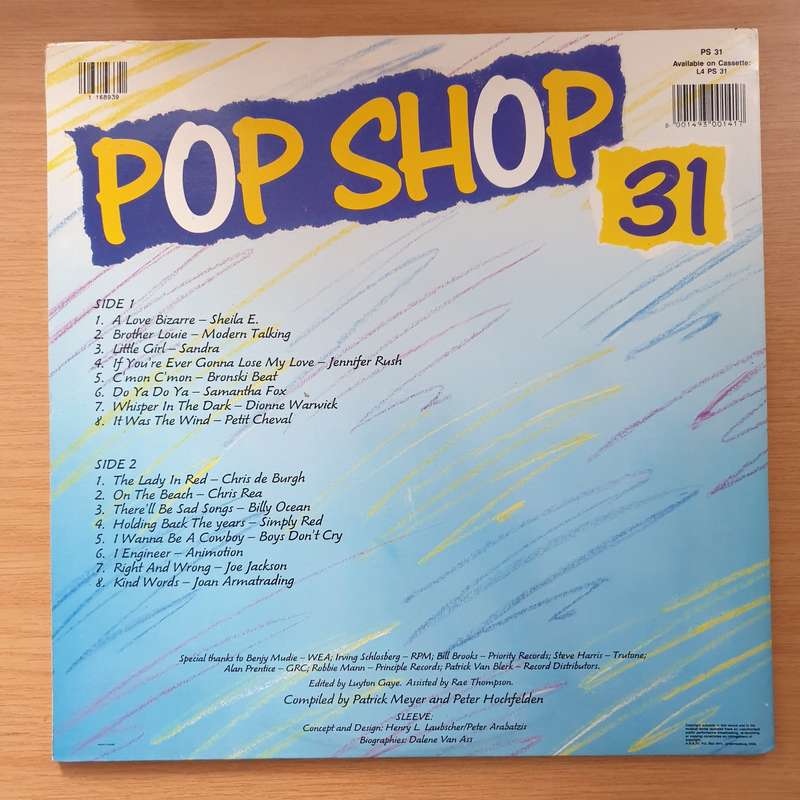 1 168939
PS 31
Available on Cassette:
L4 PS 31
6 001493 001417
POP SHOP
31
SIDE 1
1. A Love Bizarre – Sheila E.
2. Brother Louie – Modern Talking
3. Little Girl – Sandra
4. If You're Ever Gonna Lose My Love – Jennifer Rush
5. C'mon C'mon – Bronski Beat
6. Do Ya Do Ya – Samantha Fox
7. Whisper In The Dark – Dionne Warwick
8. It Was The Wind – Petit Cheval
SIDE 2
1. The Lady In Red – Chris de Burgh
2. On The Beach – Chris Rea
3. There'll Be Sad Songs – Billy Ocean
4. Holding Back The years – Simply Red
5. I Wanna Be A Cowboy – Boys Don't Cry
6. I Engineer – Animotion
7. Right And Wrong – Joe Jackson
8. Kind Words – Joan Armatrading
Special thanks to Benjy Mudie – WEA; Irving Schlosberg – RPM; Bill Brooks – Priority Records; Steve Harris – Trutone;
Alan Prentice – GRC; Robbie Mann – Principle Records; Patrick Van Blerk – Record Distributors.
Edited by Luyton Gaye. Assisted by Rae Thompson.
Compiled by Patrick Meyer and Peter Hochfelden
SLEEVE:
Concept and Design: Henry L. Laubscher/Peter Arabatzis
Biographies: Dalene Van Ass